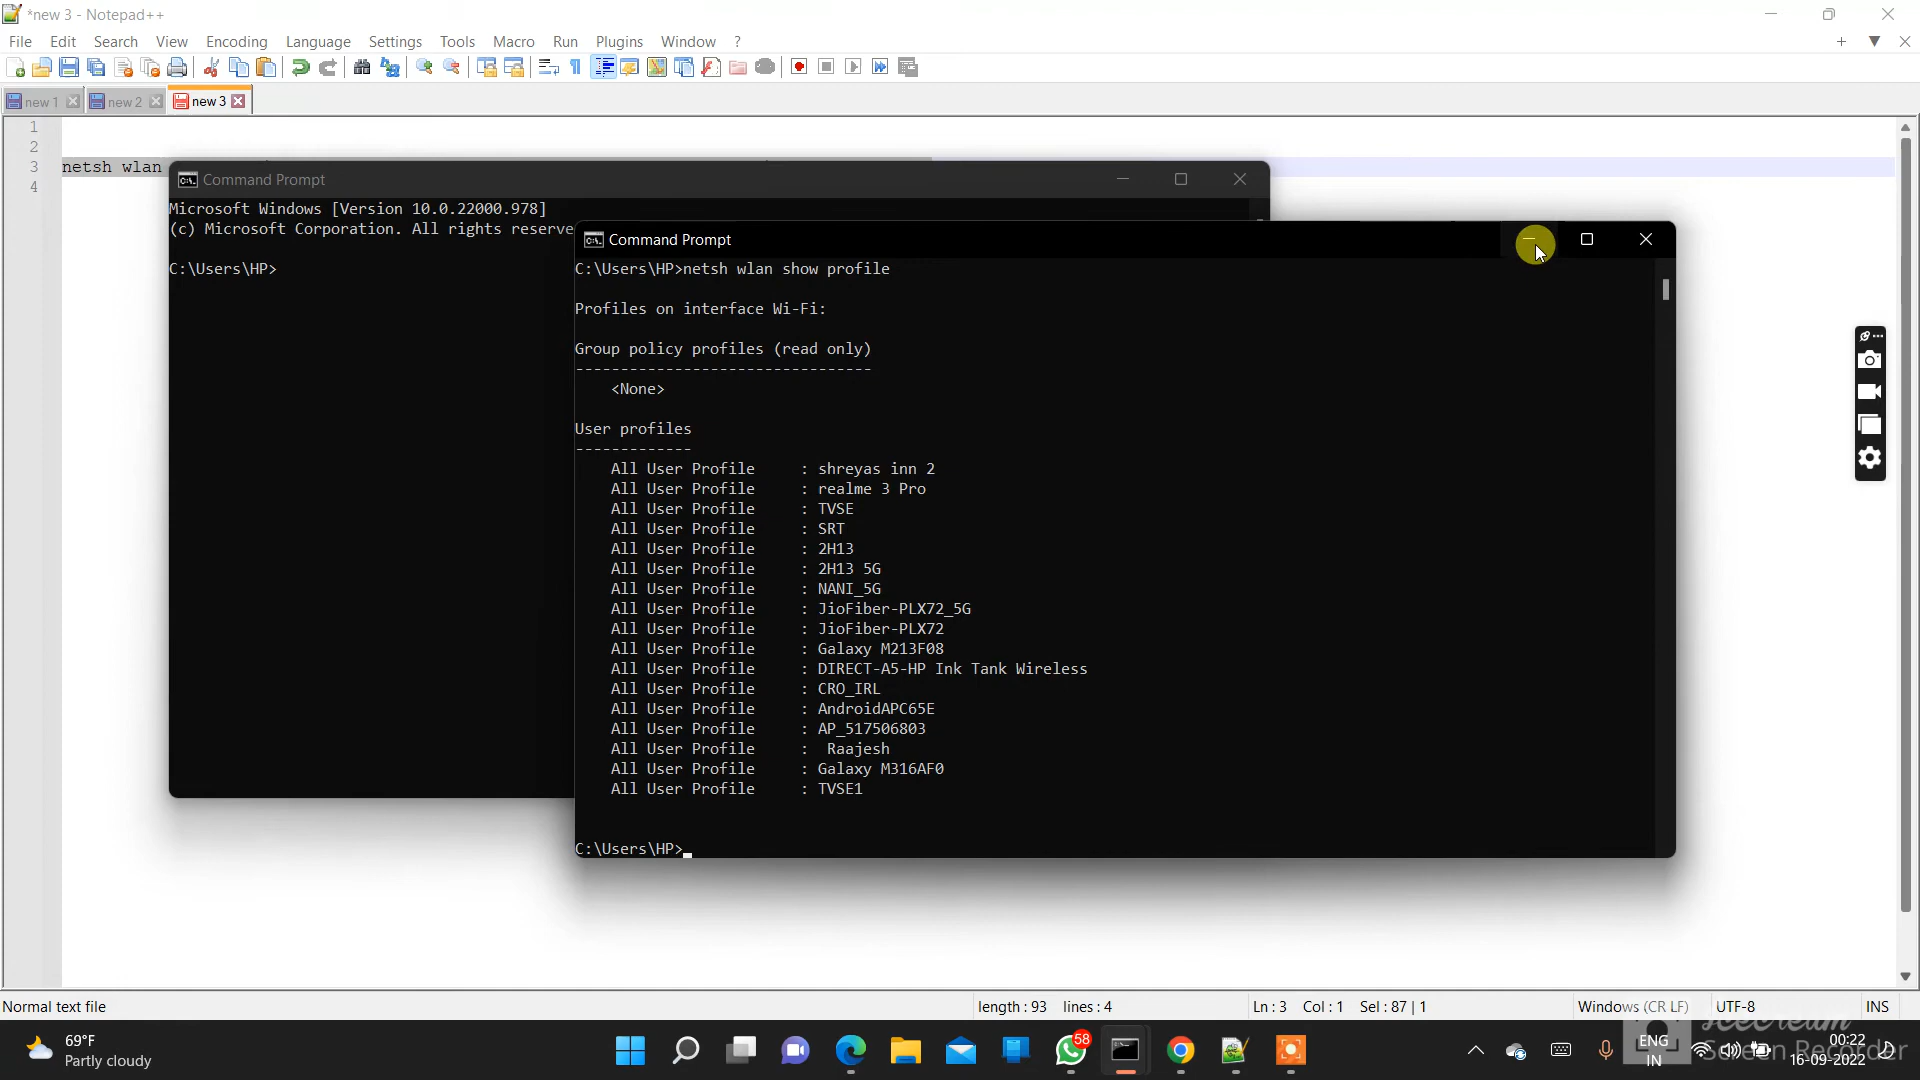 *new 3 - Notepad++
File Edit Search View Encoding Language Settings Tools Macro Run Plugins Window ?
new 1 new 2 new 3
1
2
3 netsh wlan
4
Command Prompt
Microsoft Windows [Version 10.0.22000.978]
(c) Microsoft Corporation. All rights reserve
C:\Users\HP>
Command Prompt
C:\Users\HP>netsh wlan show profile
Profiles on interface Wi-Fi:
Group policy profiles (read only)
---------------------------------
<None>
User profiles
-------------
All User Profile : shreyas inn 2
All User Profile : realme 3 Pro
All User Profile : TVSE
All User Profile : SRT
All User Profile : 2H13
All User Profile : 2H13 5G
All User Profile : NANI_5G
All User Profile : JioFiber-PLX72_5G
All User Profile : JioFiber-PLX72
All User Profile : Galaxy M213F08
All User Profile : DIRECT-A5-HP Ink Tank Wireless
All User Profile : CRO_IRL
All User Profile : AndroidAPC65E
All User Profile : AP_517506803
All User Profile :  Raajesh
All User Profile : Galaxy M316AF0
All User Profile : TVSE1
C:\Users\HP>
Normal text file length : 93 lines : 4 Ln : 3 Col : 1 Sel : 87 | 1 Windows (CR LF) UTF-8 INS
69°F
Partly cloudy
58
ENG
IN
00:22
16-09-2022
Icecream
Screen Recorder